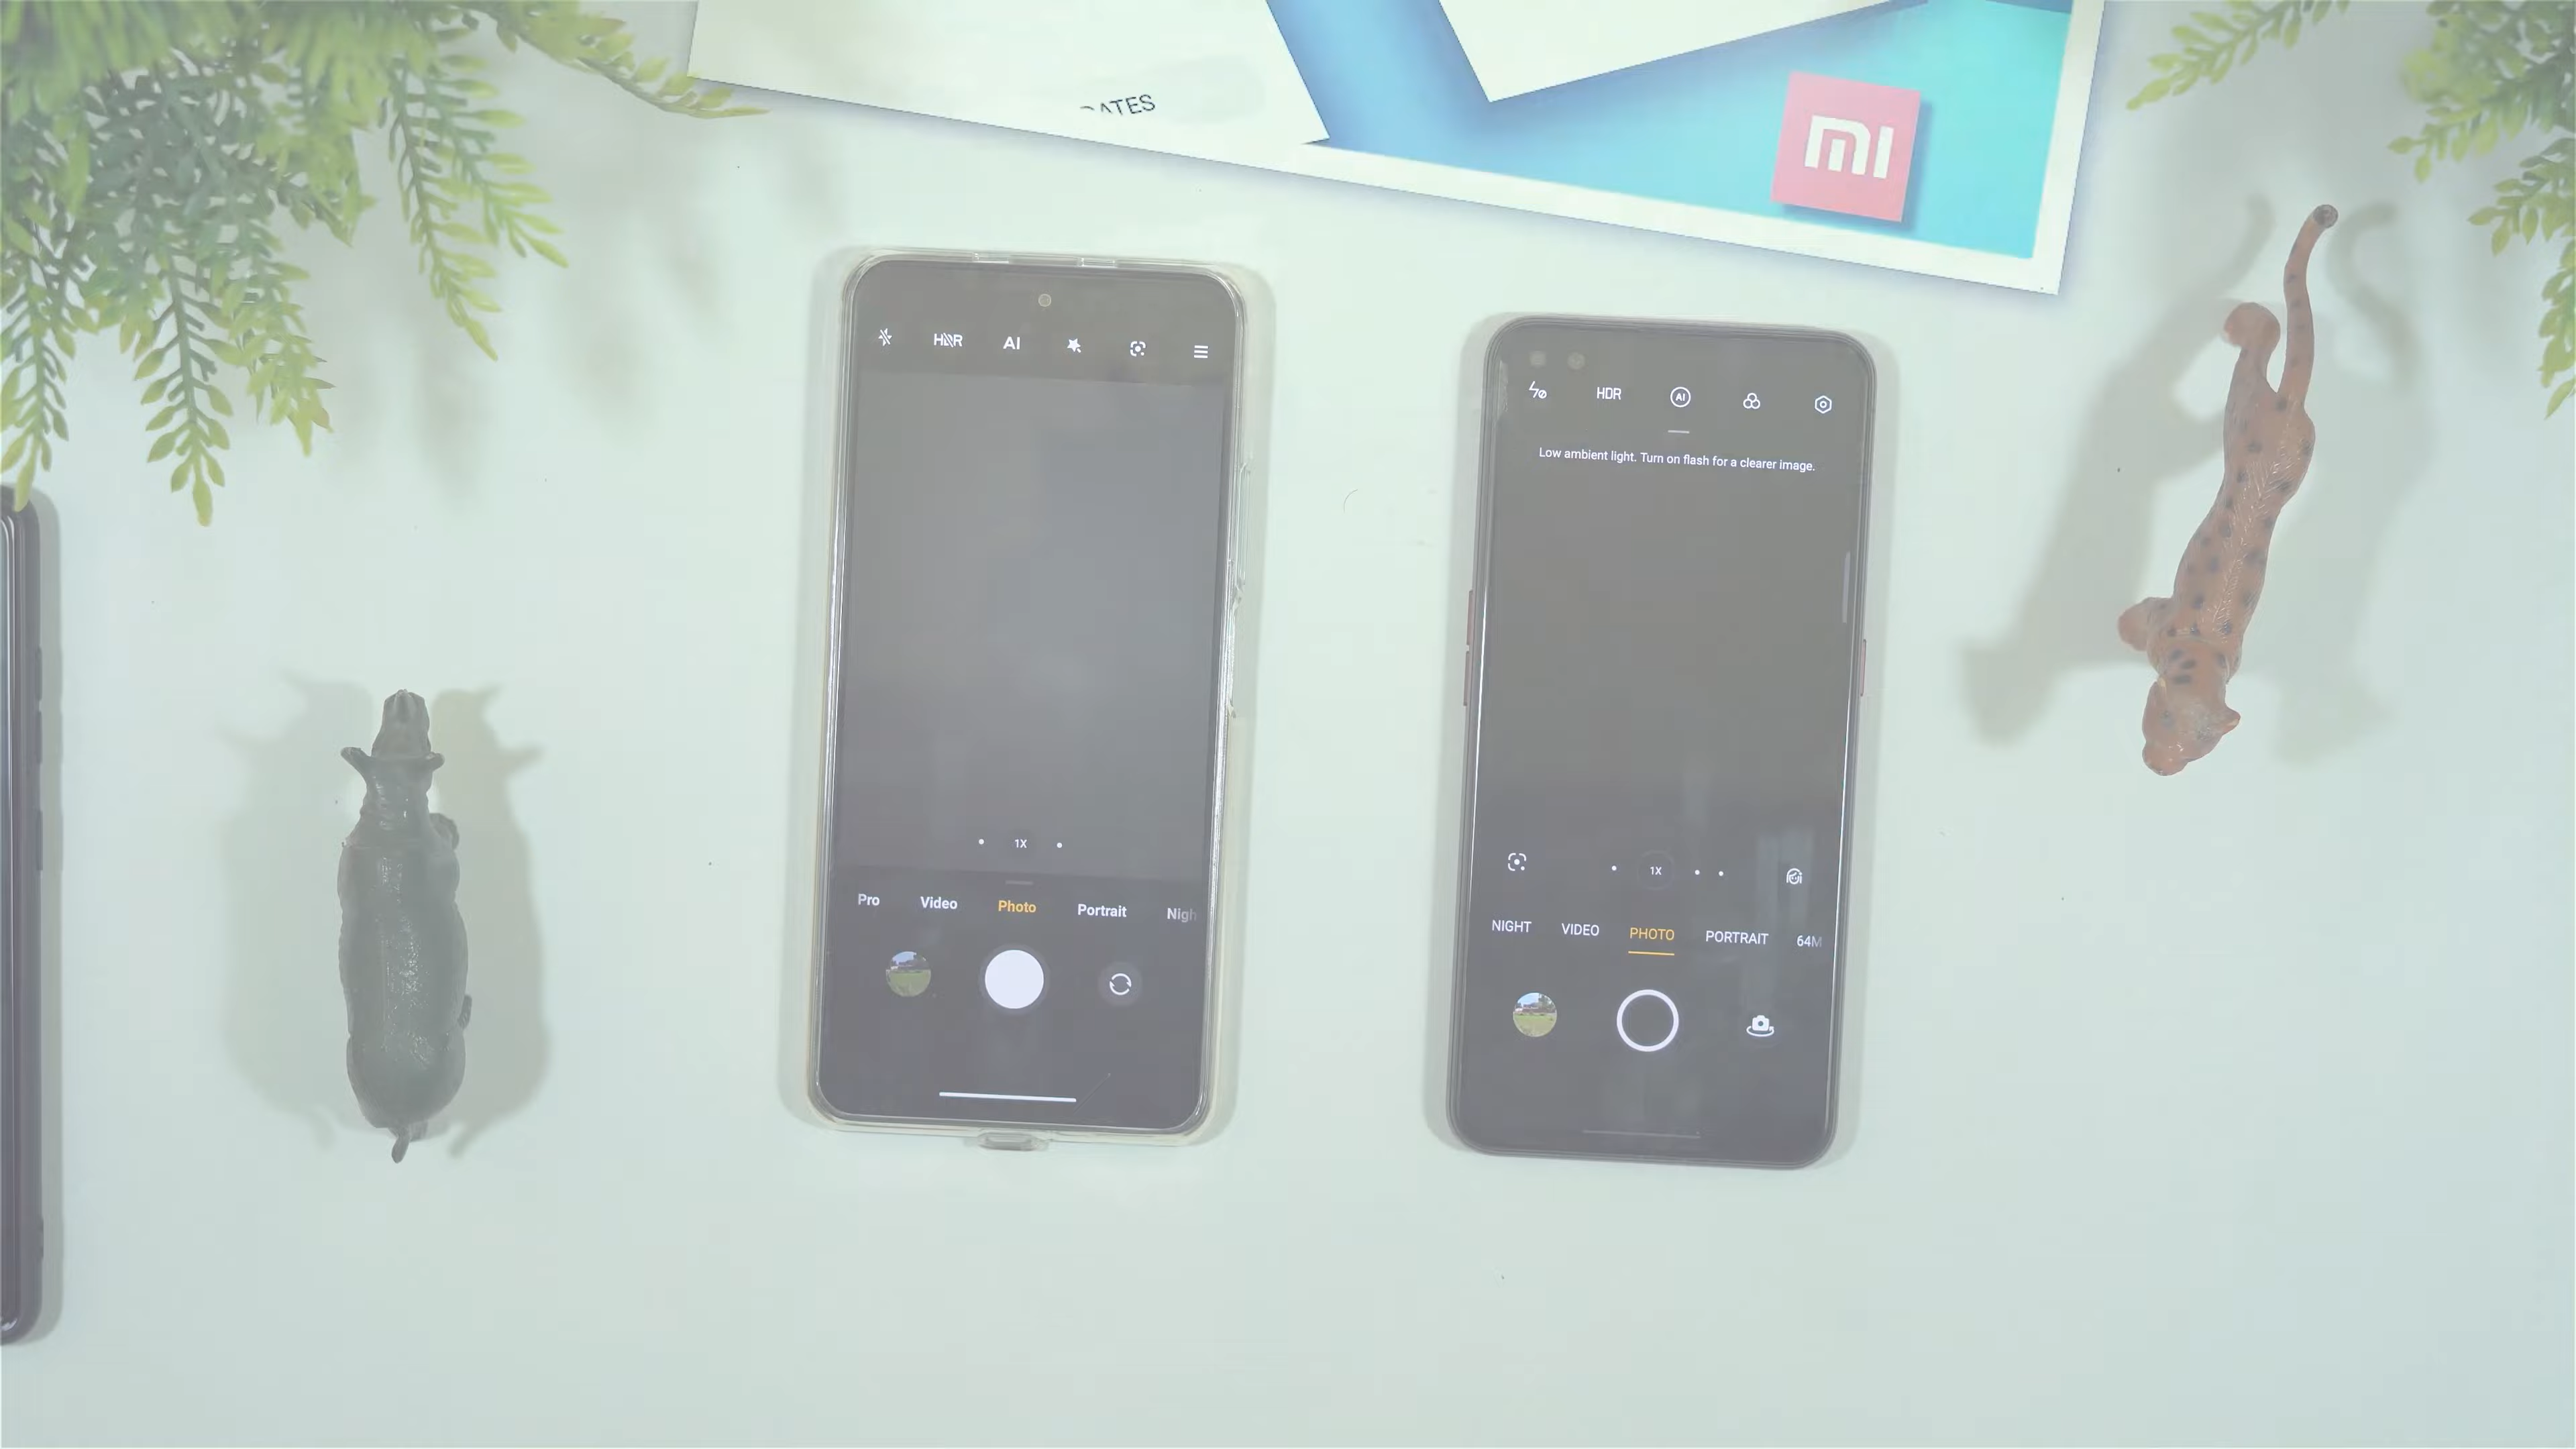 ATES
mi
HDR
AI
1X
Pro Video Photo Portrait Nigh
HDR
AI
Low ambient light. Turn on flash for a clearer image.
1X
NIGHT VIDEO PHOTO PORTRAIT 64M